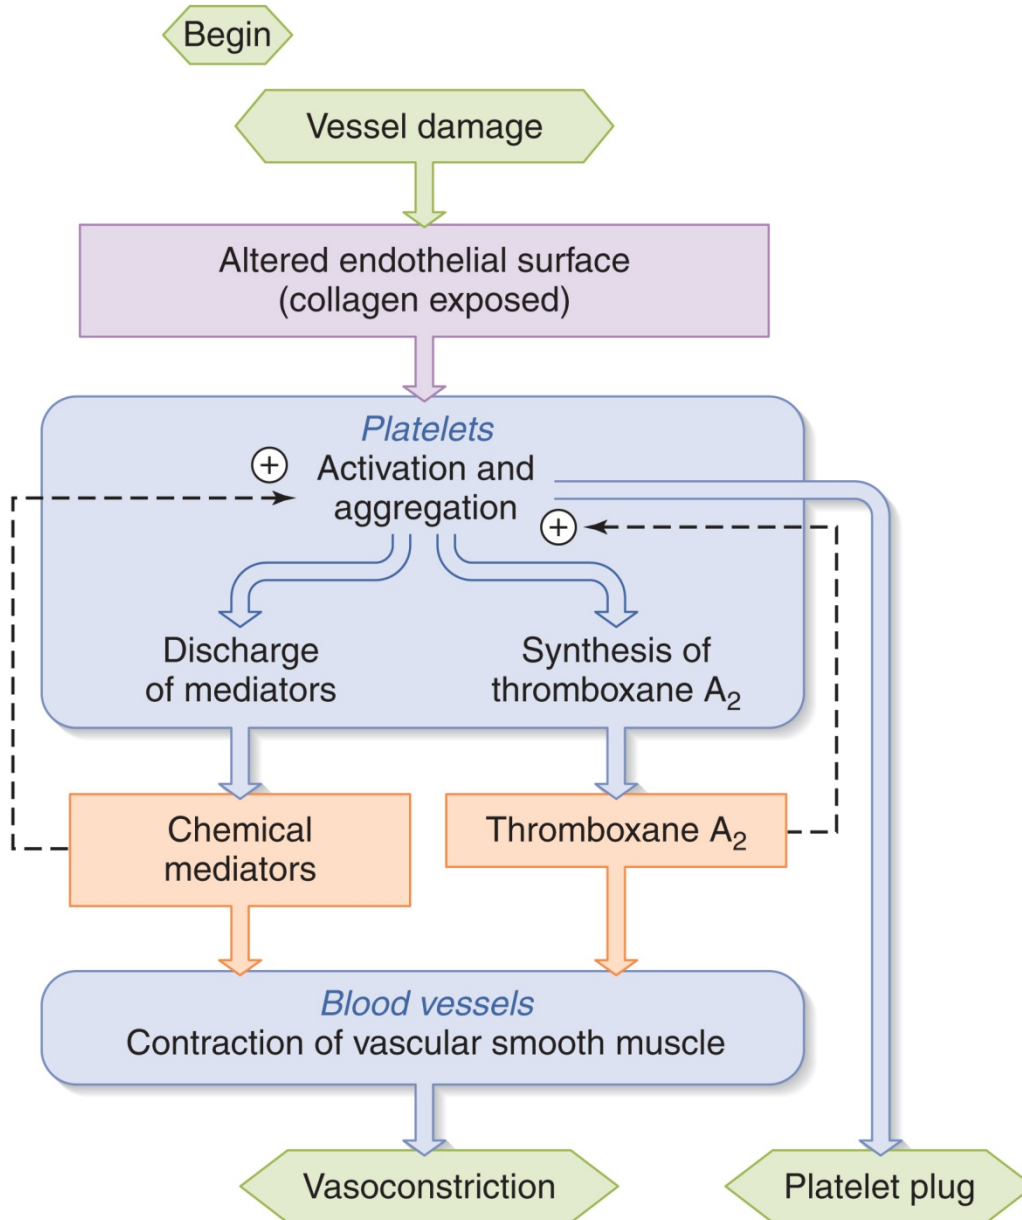 Begin
Vessel damage
Altered endothelial surface
(collagen exposed)
Platelets
+
Activation and
aggregation
+
Discharge
of mediators
Synthesis of
thromboxane A₂
Chemical
mediators
Thromboxane A₂
Blood vessels
Contraction of vascular smooth muscle
Vasoconstriction
Platelet plug